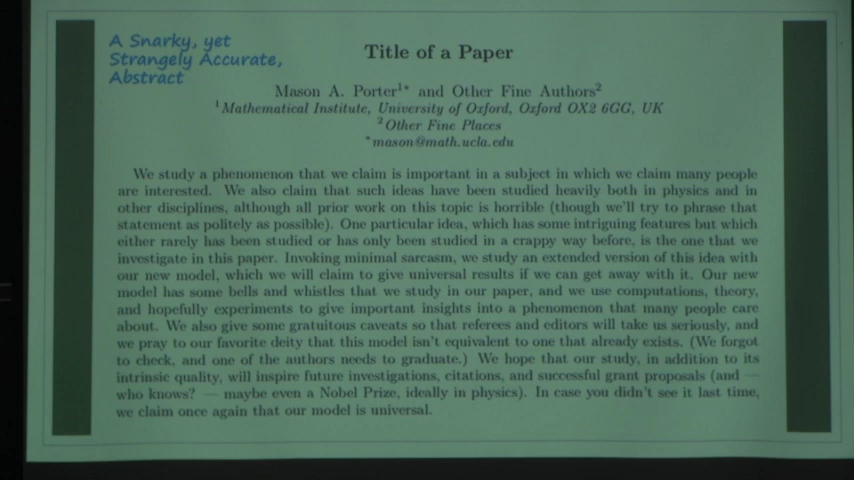 A Snarky, yet
Strangely Accurate,
Abstract
Title of a Paper
Mason A. Porter1* and Other Fine Authors2
1Mathematical Institute, University of Oxford, Oxford OX2 6GG, UK
2Other Fine Places
*mason@math.ucla.edu
We study a phenomenon that we claim is important in a subject in which we claim many people
are interested. We also claim that such ideas have been studied heavily both in physics and in
other disciplines, although all prior work on this topic is horrible (though we'll try to phrase that
statement as politely as possible). One particular idea, which has some intriguing features but which
either rarely has been studied or has only been studied in a crappy way before, is the one that we
investigate in this paper. Invoking minimal sarcasm, we study an extended version of this idea with
our new model, which we will claim to give universal results if we can get away with it. Our new
model has some bells and whistles that we study in our paper, and we use computations, theory,
and hopefully experiments to give important insights into a phenomenon that many people care
about. We also give some gratuitous caveats so that referees and editors will take us seriously, and
we pray to our favorite deity that this model isn't equivalent to one that already exists. (We forgot
to check, and one of the authors needs to graduate.) We hope that our study, in addition to its
intrinsic quality, will inspire future investigations, citations, and successful grant proposals (and —
who knows? — maybe even a Nobel Prize, ideally in physics). In case you didn't see it last time,
we claim once again that our model is universal.